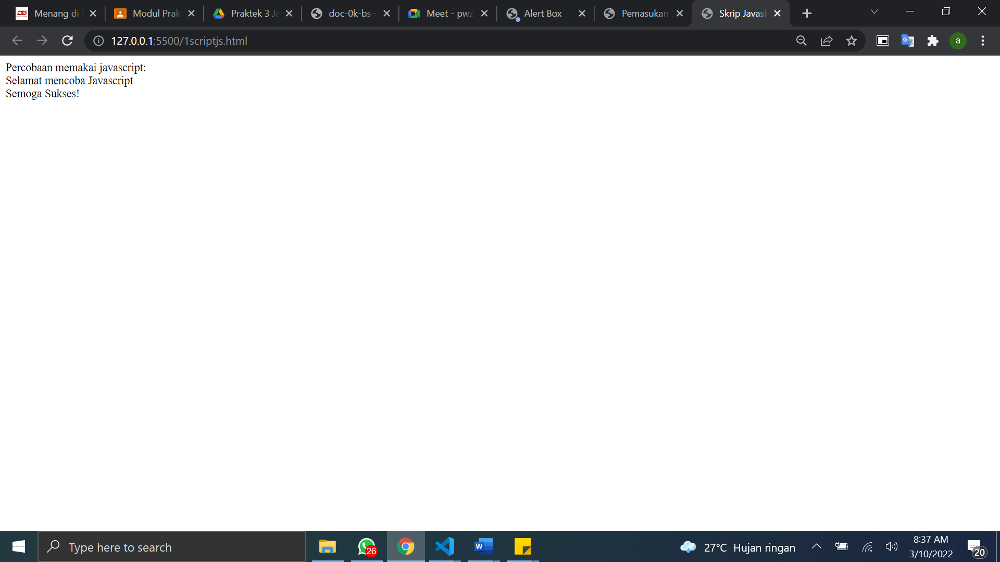 Menang di
Modul Prak
Praktek 3 Ja
doc-0k-bs-
Meet - pwz
Alert Box
Pemasukan
Skrip Javask
127.0.0.1:5500/1scriptjs.html
a
Percobaan memakai javascript:
Selamat mencoba Javascript
Semoga Sukses!
Type here to search
26
27°C Hujan ringan
8:37 AM
3/10/2022
20